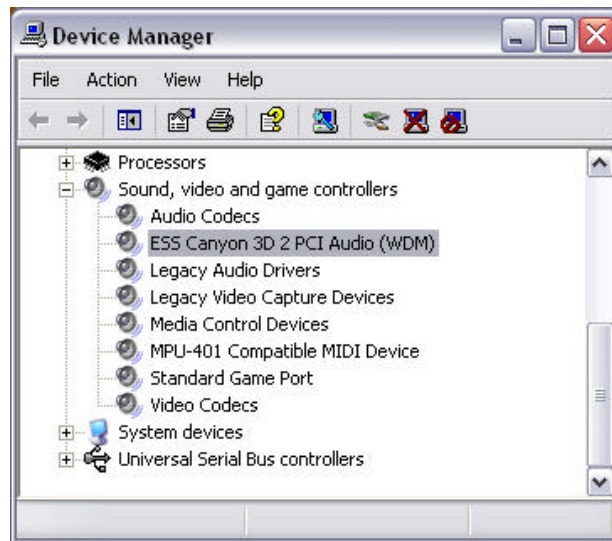 Device Manager
File Action View Help
Processors
Sound, video and game controllers
Audio Codecs
ESS Canyon 3D 2 PCI Audio (WDM)
Legacy Audio Drivers
Legacy Video Capture Devices
Media Control Devices
MPU-401 Compatible MIDI Device
Standard Game Port
Video Codecs
System devices
Universal Serial Bus controllers